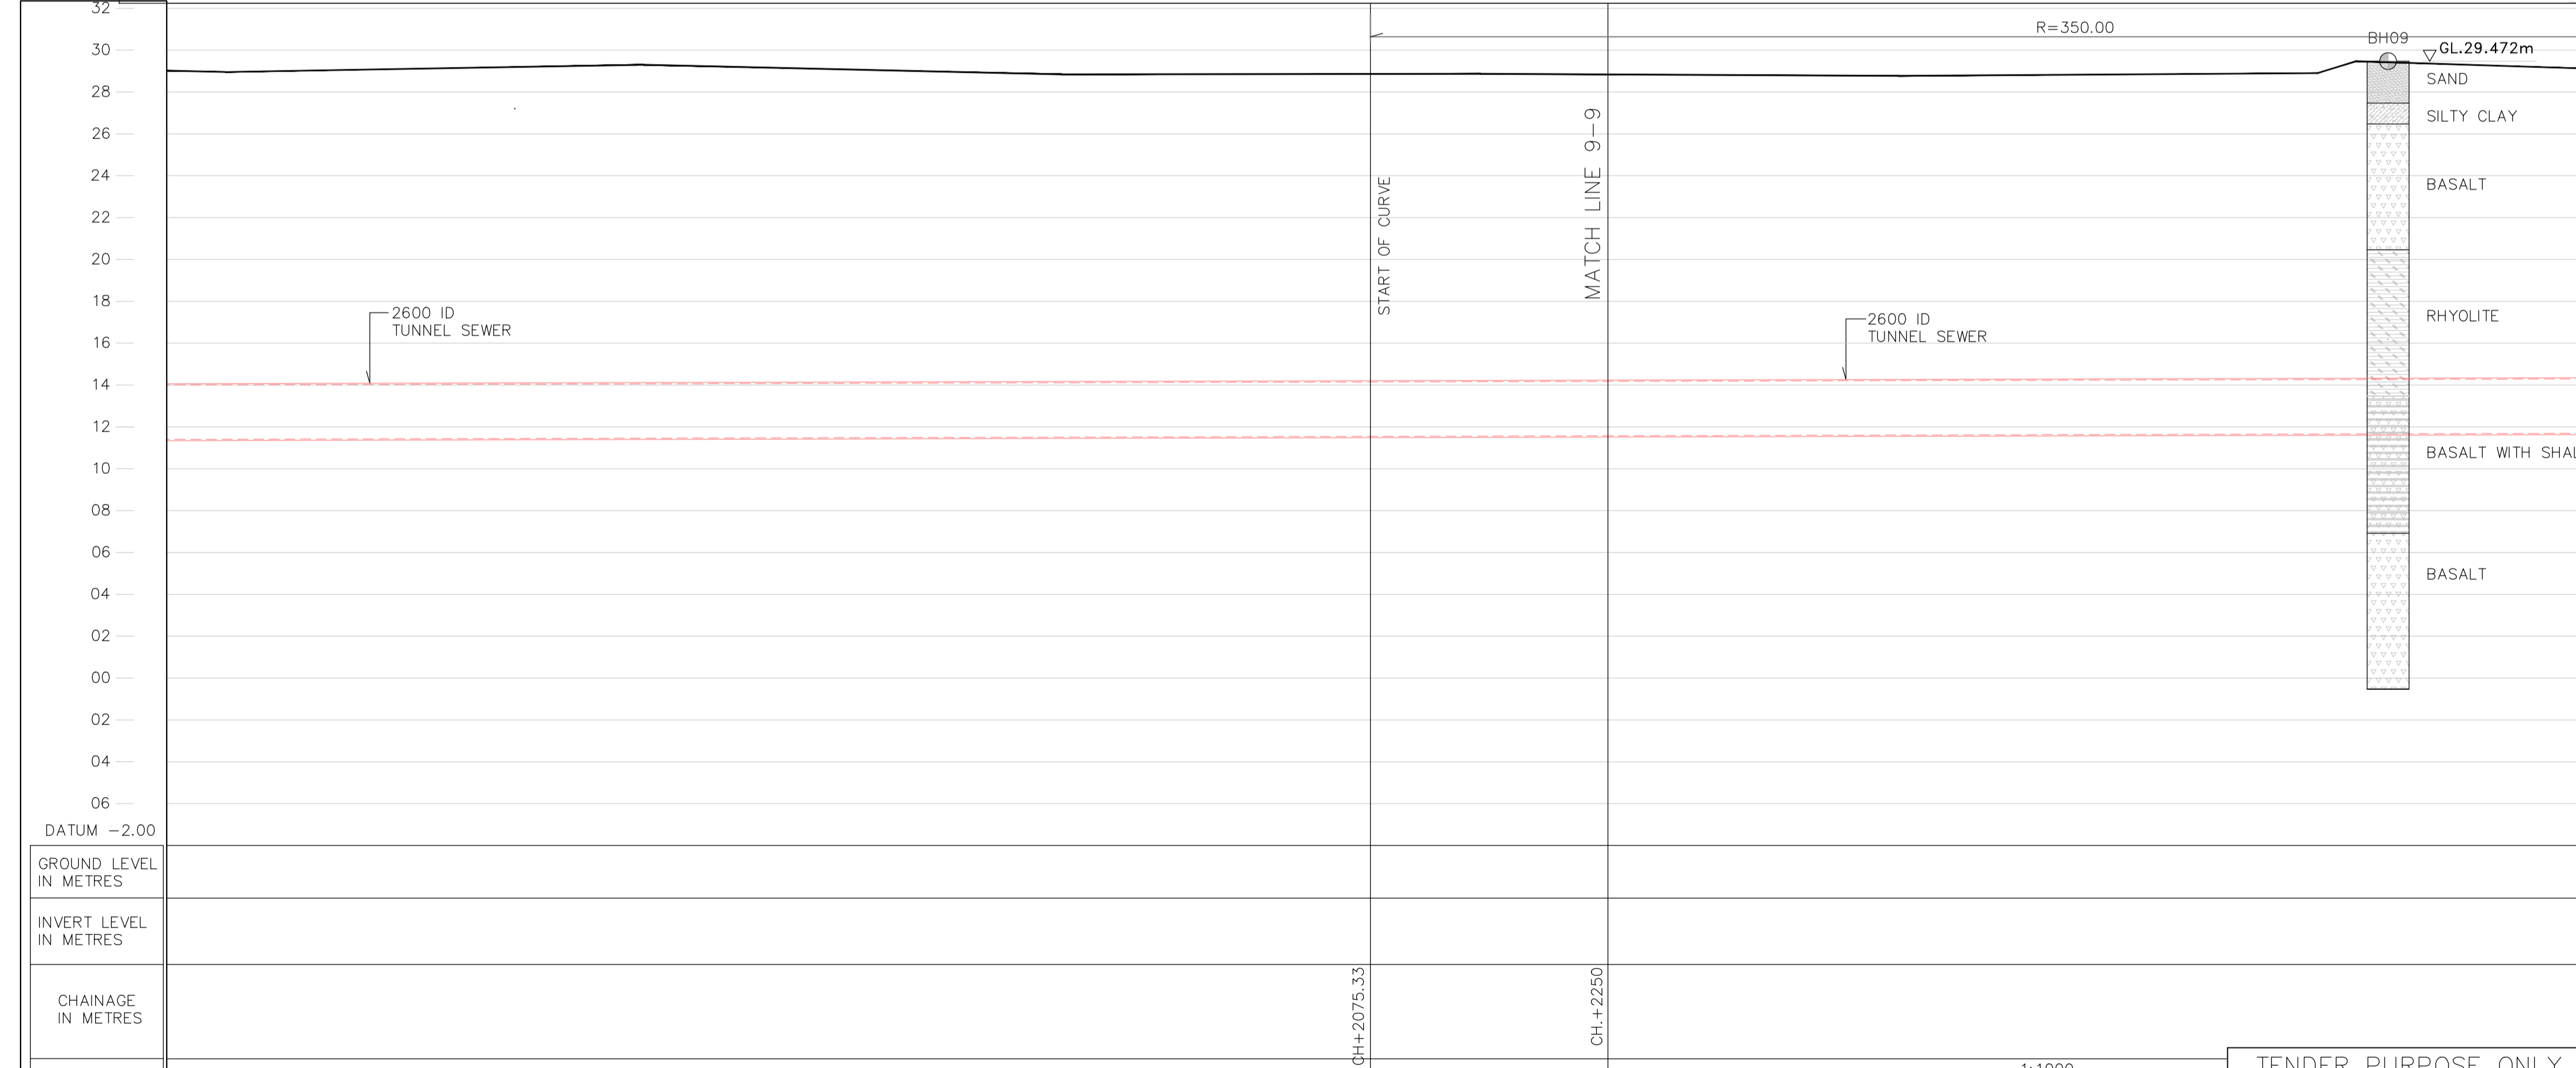 32
R=350.00
30
BH09
GL.29.472m
28
SAND
26
SILTY CLAY
24
BASALT
22
START OF CURVE
MATCH LINE 9-9
20
18
2600 ID
TUNNEL SEWER
2600 ID
TUNNEL SEWER
RHYOLITE
16
14
12
10
BASALT WITH SHAL
08
06
04
BASALT
02
00
02
04
06
DATUM -2.00
GROUND LEVEL
IN METRES
INVERT LEVEL
IN METRES
CHAINAGE
IN METRES
CH+2075.33
CH.+2250
1:1000
TENDER PURPOSE ONLY